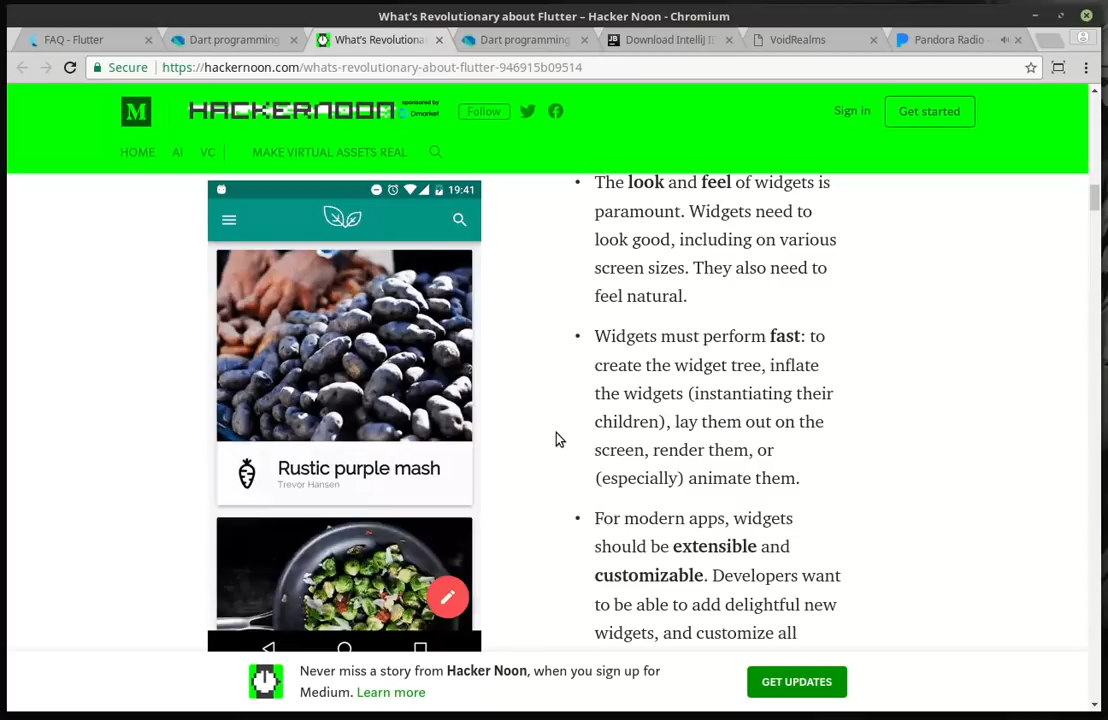 What's Revolutionary about Flutter – Hacker Noon - Chromium
FAQ - Flutter
Dart programming
What's Revolutiona
Dart programming
Download IntelliJ I
VoidRealms
Pandora Radio -
Secure
https://hackernoon.com/whats-revolutionary-about-flutter-946915b09514
M
HACKERNOON
sponsored by
Dmarket
Follow
Sign in
Get started
HOME
AI
VC
MAKE VIRTUAL ASSETS REAL
19:41
Rustic purple mash
Trevor Hansen
• The look and feel of widgets is
paramount. Widgets need to
look good, including on various
screen sizes. They also need to
feel natural.
• Widgets must perform fast: to
create the widget tree, inflate
the widgets (instantiating their
children), lay them out on the
screen, render them, or
(especially) animate them.
• For modern apps, widgets
should be extensible and
customizable. Developers want
to be able to add delightful new
widgets, and customize all
Never miss a story from Hacker Noon, when you sign up for
Medium. Learn more
GET UPDATES